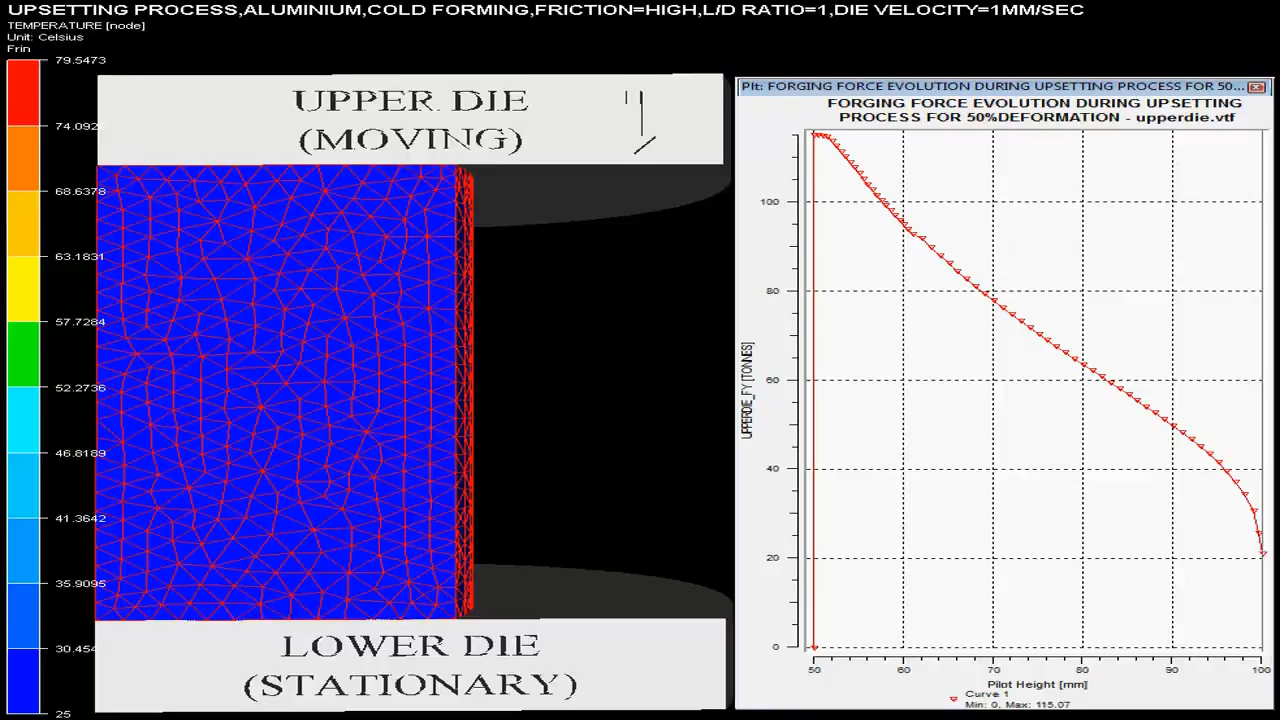 UPSETTING PROCESS,ALUMINIUM,COLD FORMING,FRICTION=HIGH,L/D RATIO=1,DIE VELOCITY=1MM/SEC
TEMPERATURE [node]
Unit: Celsius
Frin
79.5473
74.0928
68.6378
63.1831
57.7284
52.2736
46.8189
41.3642
35.9095
30.454
25
UPPER DIE
(MOVING)
LOWER DIE
(STATIONARY)
Plt: FORGING FORCE EVOLUTION DURING UPSETTING PROCESS FOR 50...
FORGING FORCE EVOLUTION DURING UPSETTING
PROCESS FOR 50%DEFORMATION - upperdie.vtf
UPPERDIE_FY [TONNES]
100
80
60
40
20
0
50 60 70 80 90 100
Pilot Height [mm]
Curve 1
Min: 0, Max: 115.07